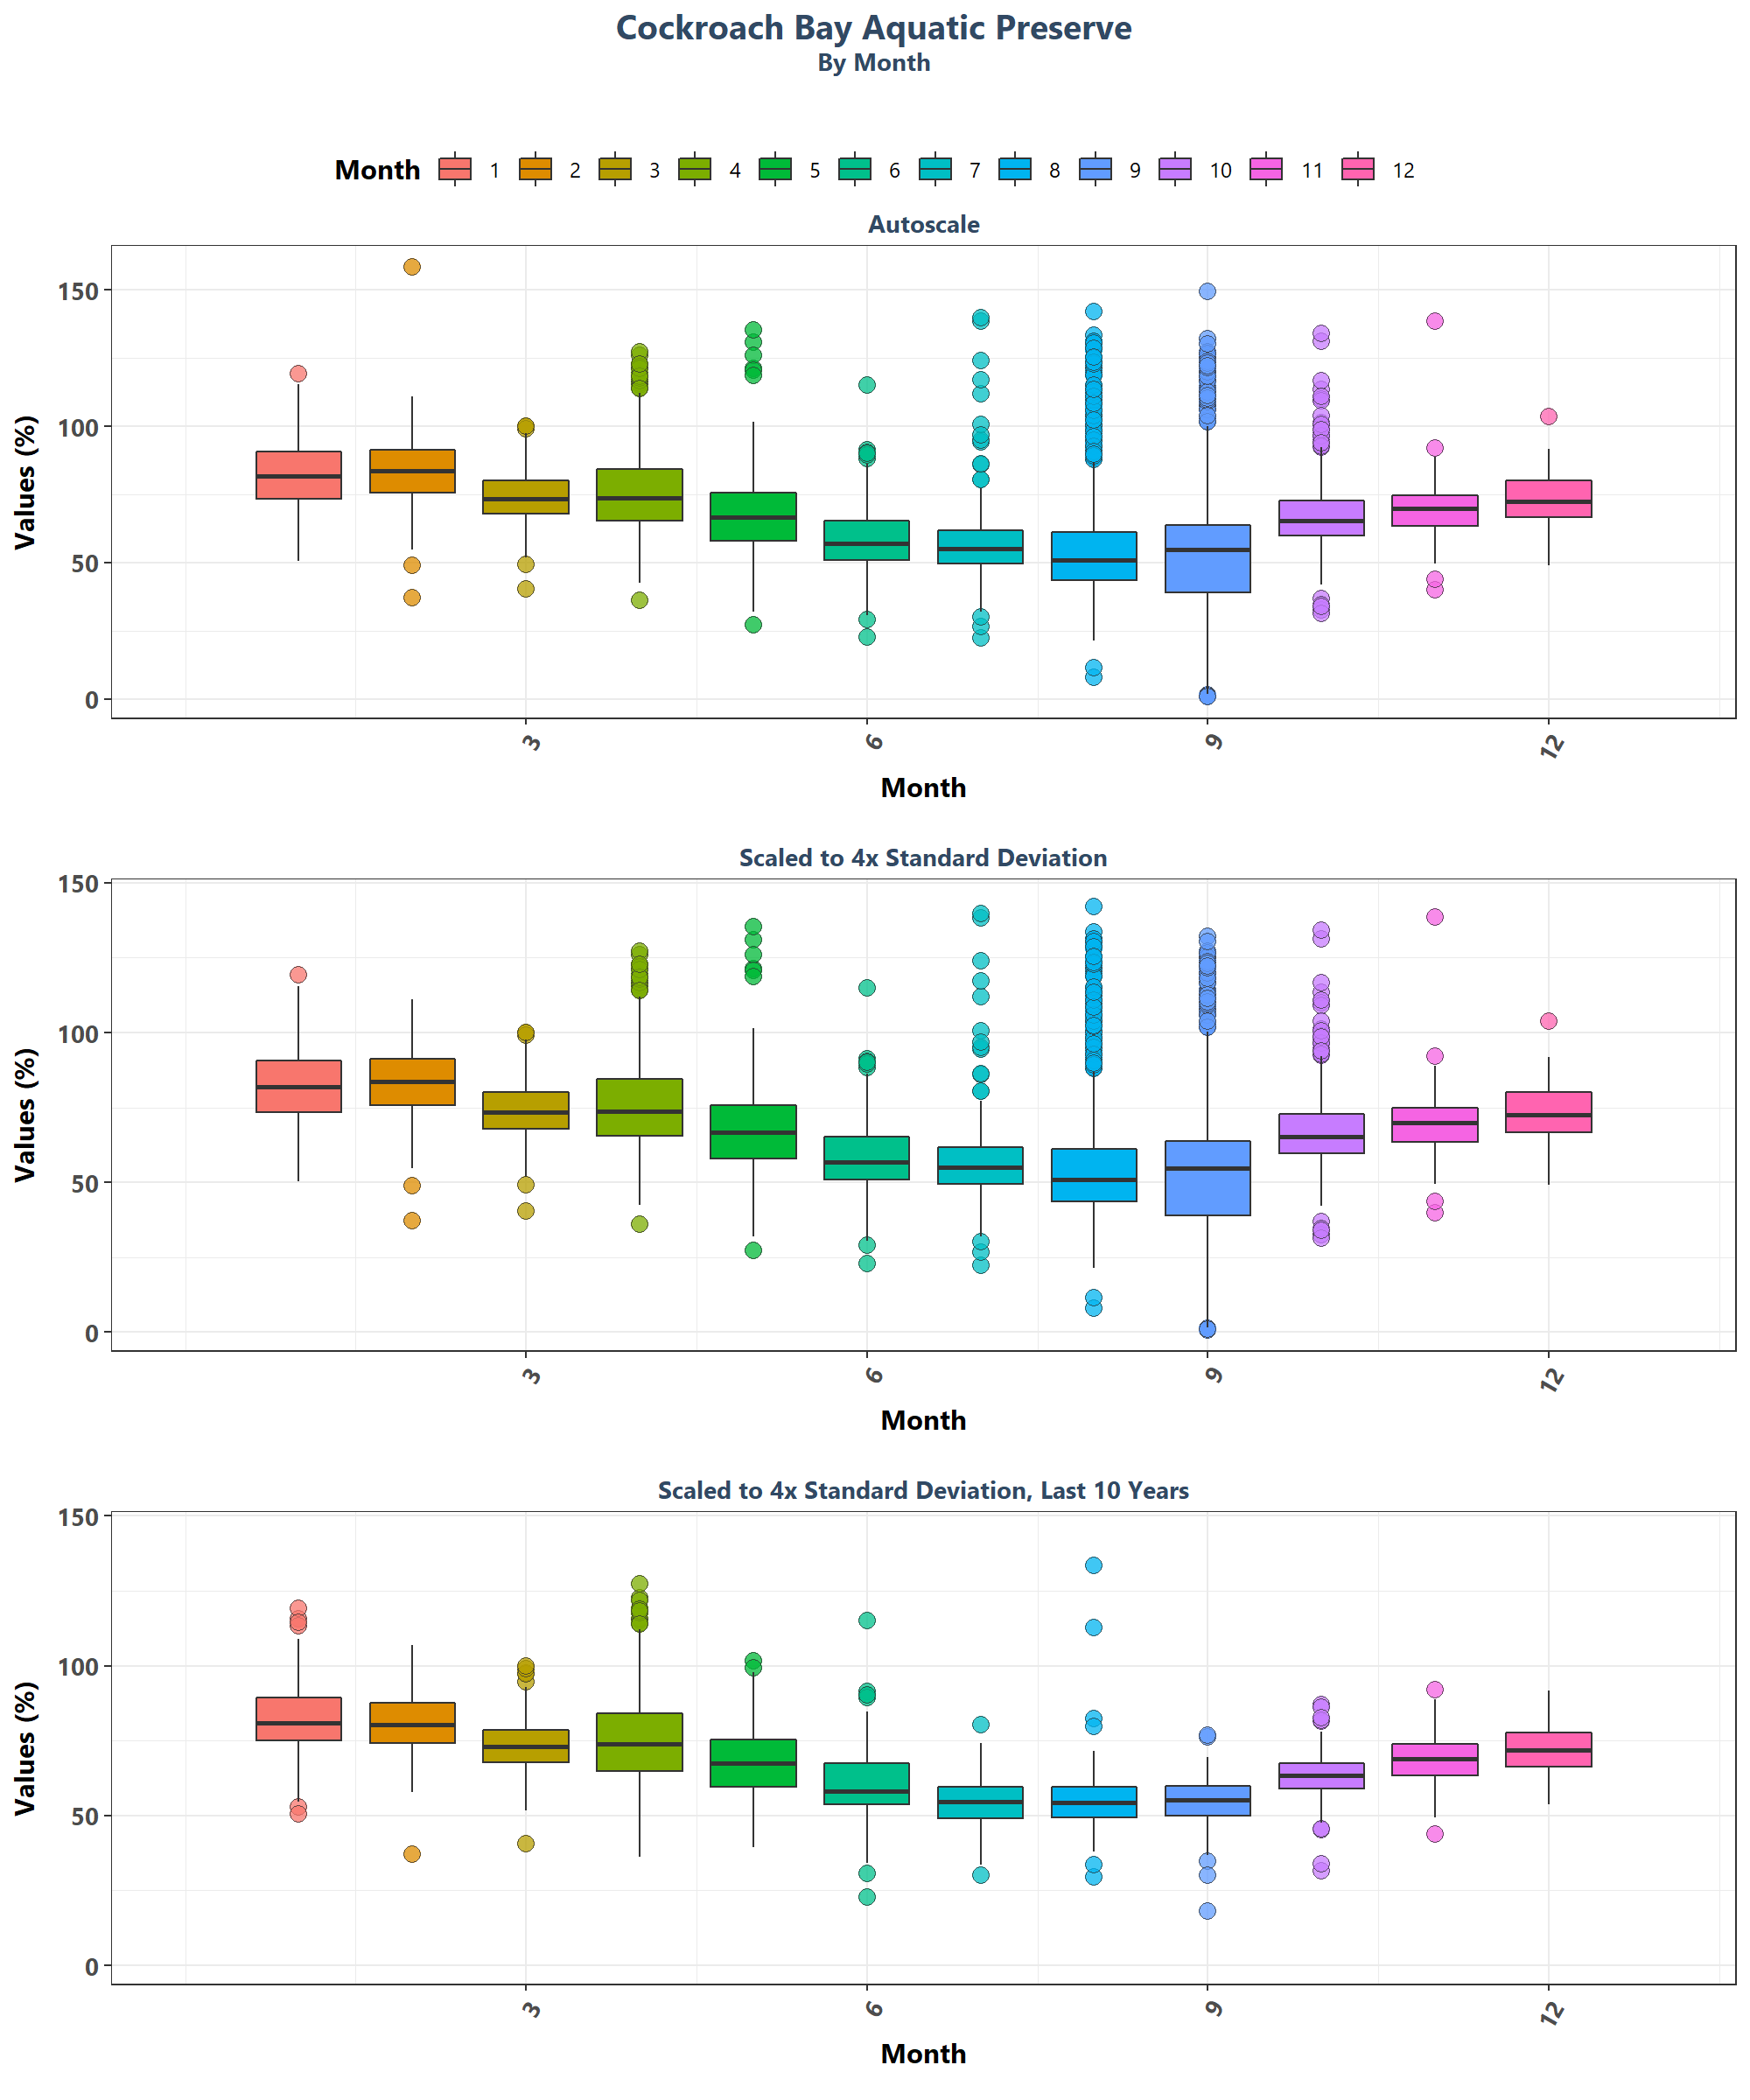 Cockroach Bay Aquatic Preserve
By Month
Month 1 2 3 4 5 6 7 8 9 10 11 12
Autoscale
Values (%)
150
100
50
0
3 6 9 12
Month
Scaled to 4x Standard Deviation
Values (%)
150
100
50
0
3 6 9 12
Month
Scaled to 4x Standard Deviation, Last 10 Years
Values (%)
150
100
50
0
3 6 9 12
Month